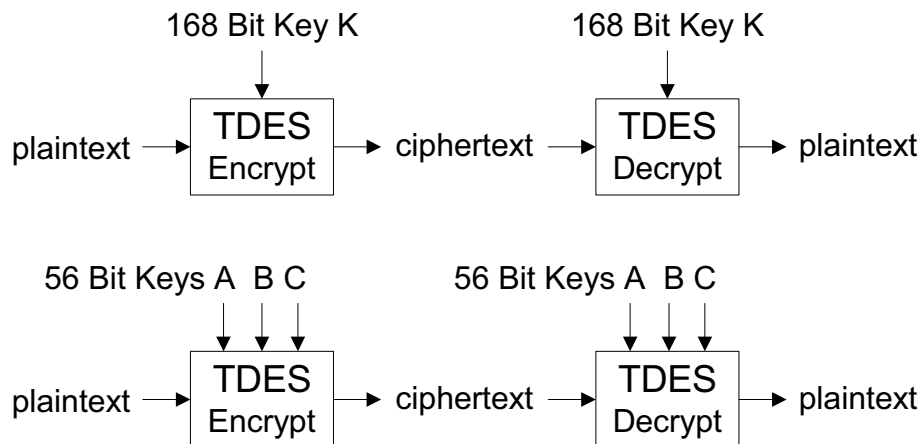 168 Bit Key K 168 Bit Key K
TDES TDES
plaintext Encrypt ciphertext Decrypt plaintext
56 Bit Keys A B C 56 Bit Keys A B C
TDES TDES
plaintext Encrypt ciphertext Decrypt plaintext